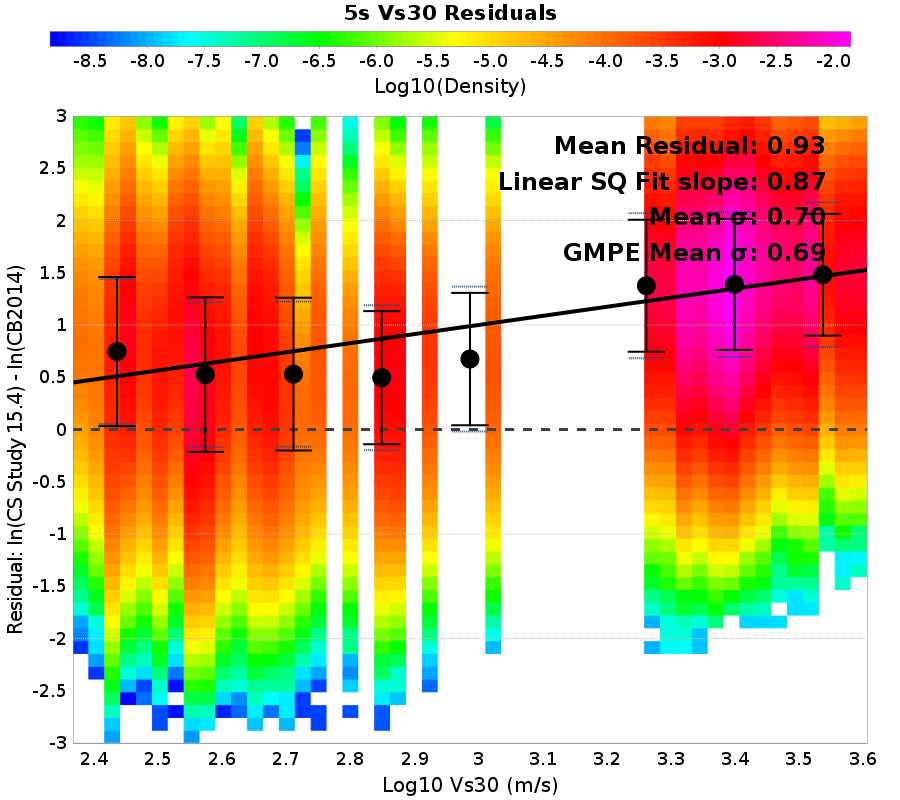 5s Vs30 Residuals
-8.5 -8.0 -7.5 -7.0 -6.5 -6.0 -5.5 -5.0 -4.5 -4.0 -3.5 -3.0 -2.5 -2.0
Log10(Density)
Mean Residual: 0.93
Linear SQ Fit slope: 0.87
Mean σ: 0.70
GMPE Mean σ: 0.69
3
2.5
2
1.5
1
0.5
0
-0.5
-1
-1.5
-2
-2.5
-3
Residual: ln(CS Study 15.4) - ln(CB2014)
2.4 2.5 2.6 2.7 2.8 2.9 3 3.1 3.2 3.3 3.4 3.5 3.6
Log10 Vs30 (m/s)